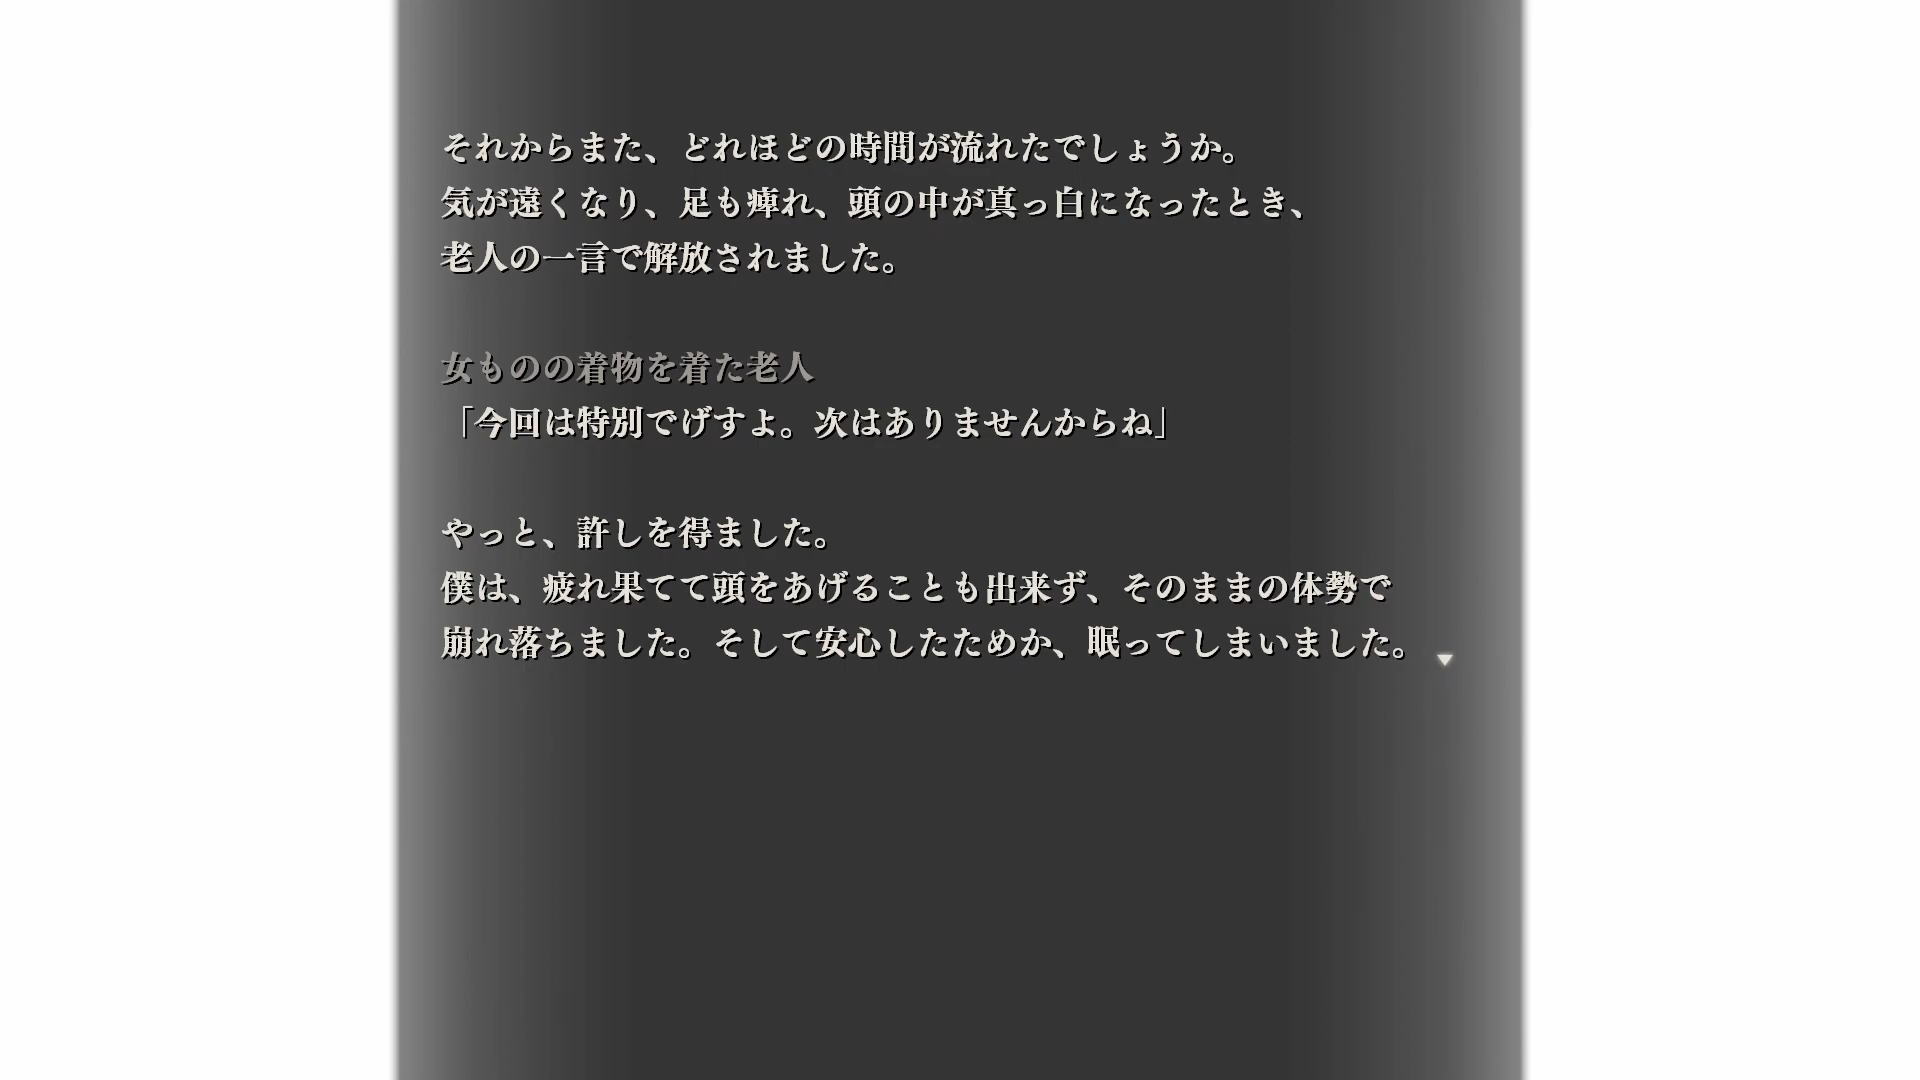 それからまた、どれほどの時間が流れたでしょうか。
気が遠くなり、足も痺れ、頭の中が真っ白になったとき、
老人の一言で解放されました。
女ものの着物を着た老人
「今回は特別でげすよ。次はありませんからね」
やっと、許しを得ました。
僕は、疲れ果てて頭をあげることも出来ず、そのままの体勢で
崩れ落ちました。そして安心したためか、眠ってしまいました。